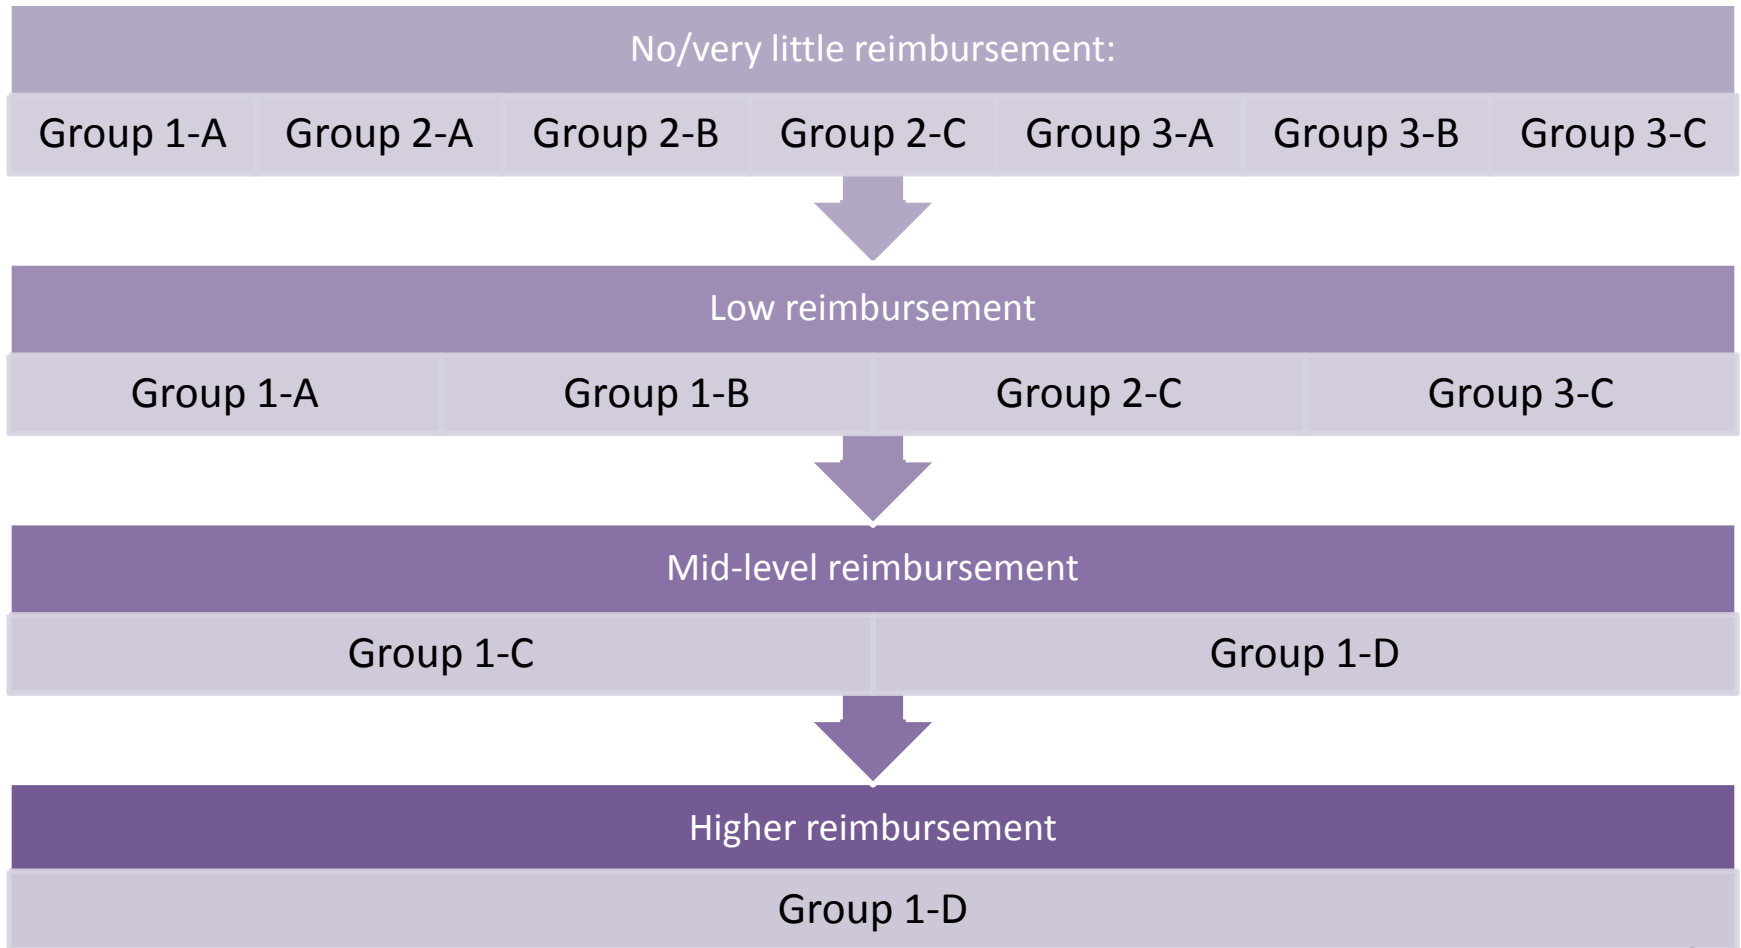 No/very little reimbursement:
Group 1-A Group 2-A Group 2-B Group 2-C Group 3-A Group 3-B Group 3-C
Low reimbursement
Group 1-A Group 1-B Group 2-C Group 3-C
Mid-level reimbursement
Group 1-C Group 1-D
Higher reimbursement
Group 1-D